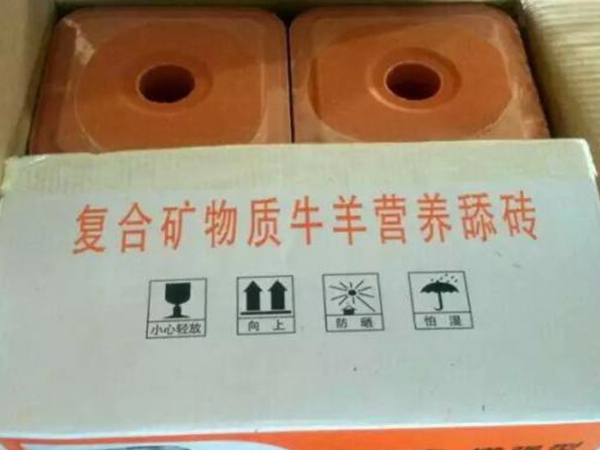 复合矿物质牛羊营养舔砖
小心轻放 向上 防晒 怕湿